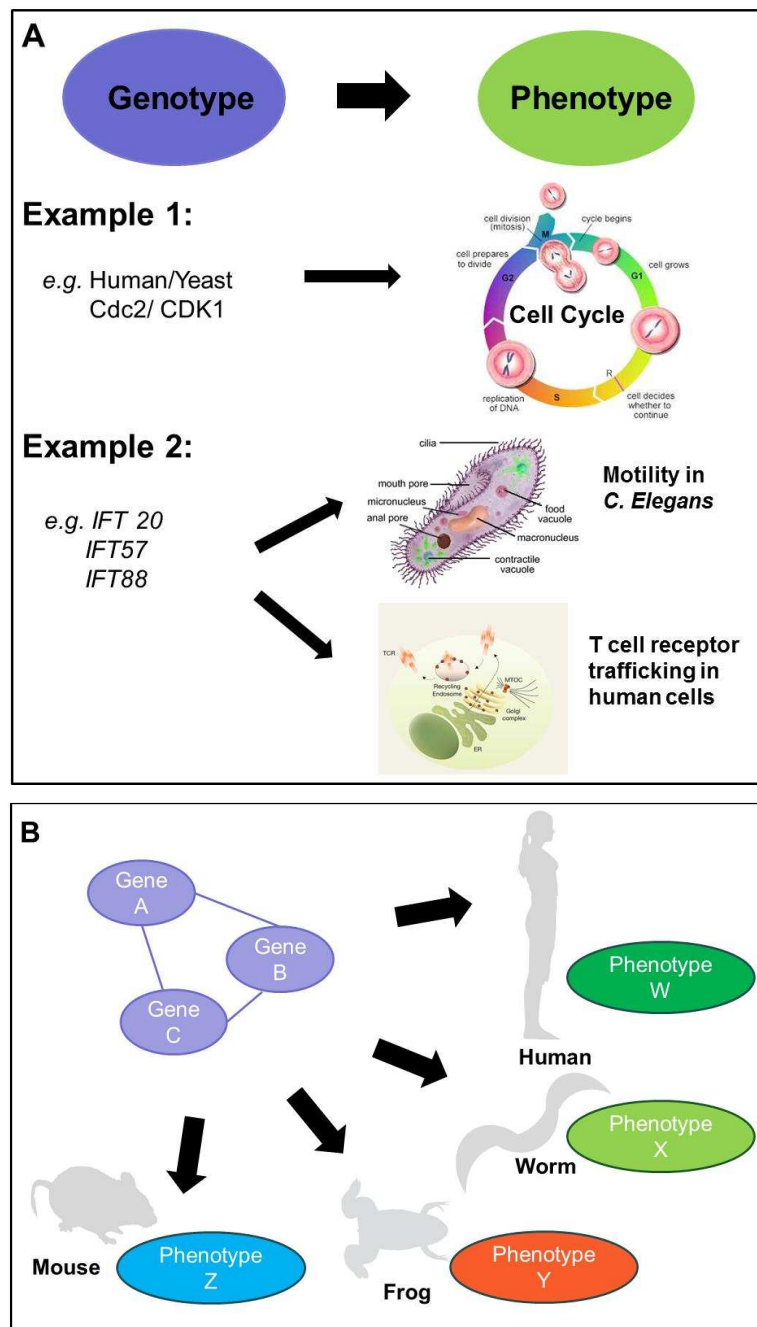 A
Genotype
Phenotype
Example 1:
e.g. Human/Yeast
Cdc2/ CDK1
cell division
(mitosis)
cycle begins
M
cell prepares
to divide
G2
G1
cell grows
Cell Cycle
R
S
replication
of DNA
cell decides
whether to
continue
Example 2:
e.g. IFT 20
IFT57
IFT88
cilia
mouth pore
micronucleus
anal pore
food
vacuole
macronucleus
contractile
vacuole
Motility in
C. Elegans
TCR
Recycling
Endosome
MTOC
Golgi
complex
ER
T cell receptor
trafficking in
human cells
B
Gene
A
Gene
B
Gene
C
Phenotype
W
Human
Phenotype
X
Worm
Mouse
Phenotype
Z
Frog
Phenotype
Y